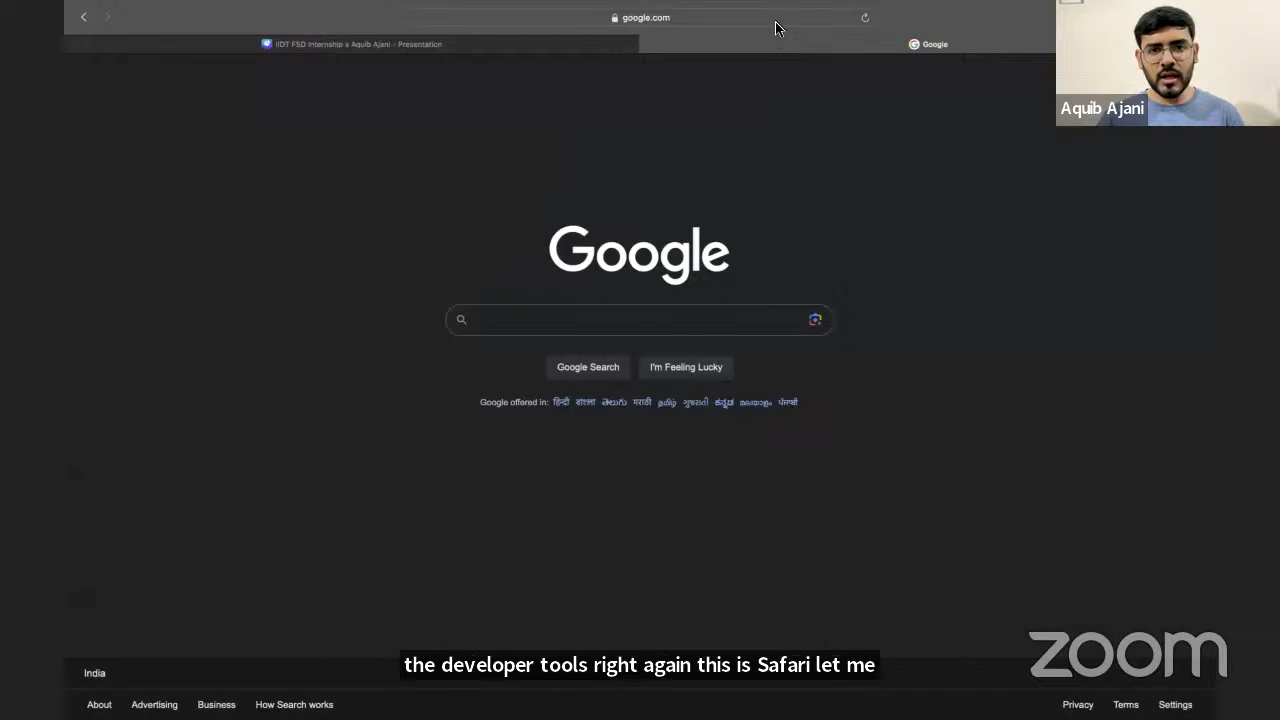 google.com
IIDT FSD Internship x Aquib Ajani - Presentation
Google
Aquib Ajani
Google
Google Search
I'm Feeling Lucky
Google offered in: हिन्दी বাংলা తెలుగు मराठी தமிழ் ગુજરાતી ಕನ್ನಡ മലയാളം ਪੰਜਾਬੀ
the developer tools right again this is Safari let me
zoom
India
About Advertising Business How Search works
Privacy Terms Settings